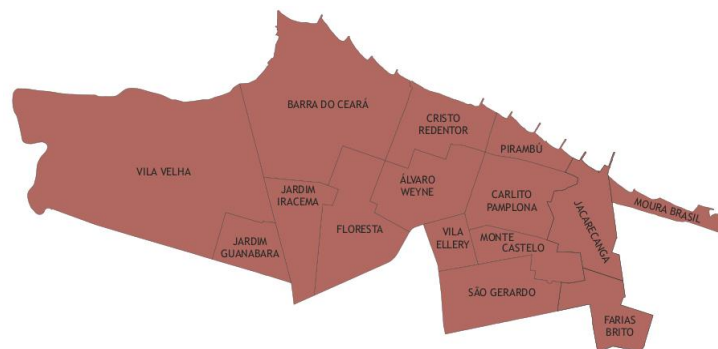 BARRA DO CEARÁ
CRISTO
REDENTOR
PIRAMBÚ
VILA VELHA
ÁLVARO
WEYNE
JARDIM
IRACEMA
CARLITO
PAMPLONA
MOURA BRASIL
JACARECANGA
FLORESTA
VILA
ELLERY
MONTE
CASTELO
JARDIM
GUANABARA
SÃO GERARDO
FARIAS
BRITO